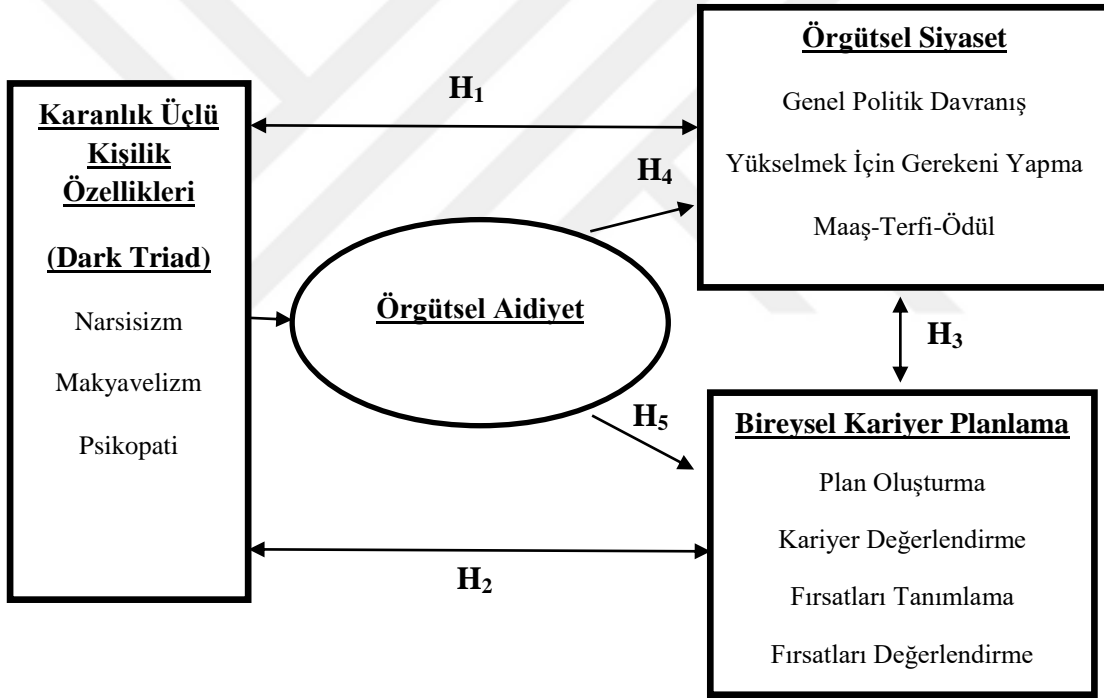 Karanlık Üçlü
Kişilik
Özellikleri
(Dark Triad)
Narsisizm
Makyavelizm
Psikopati
H1
H4
Örgütsel Aidiyet
H5
H2
Örgütsel Siyaset
Genel Politik Davranış
Yükselmek İçin Gerekeni Yapma
Maaş-Terfi-Ödül
H3
Bireysel Kariyer Planlama
Plan Oluşturma
Kariyer Değerlendirme
Fırsatları Tanımlama
Fırsatları Değerlendirme